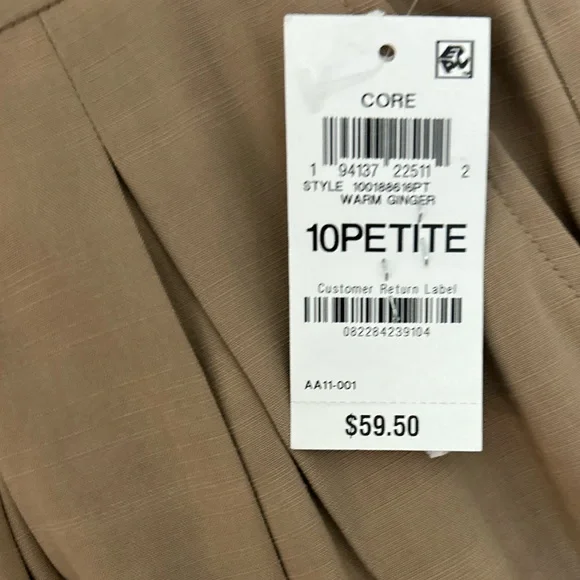 CORE
1 94137 22511 2
STYLE 100188616PT
WARM GINGER
10PETITE
Customer Return Label
082284239104
AA11-001
$59.50